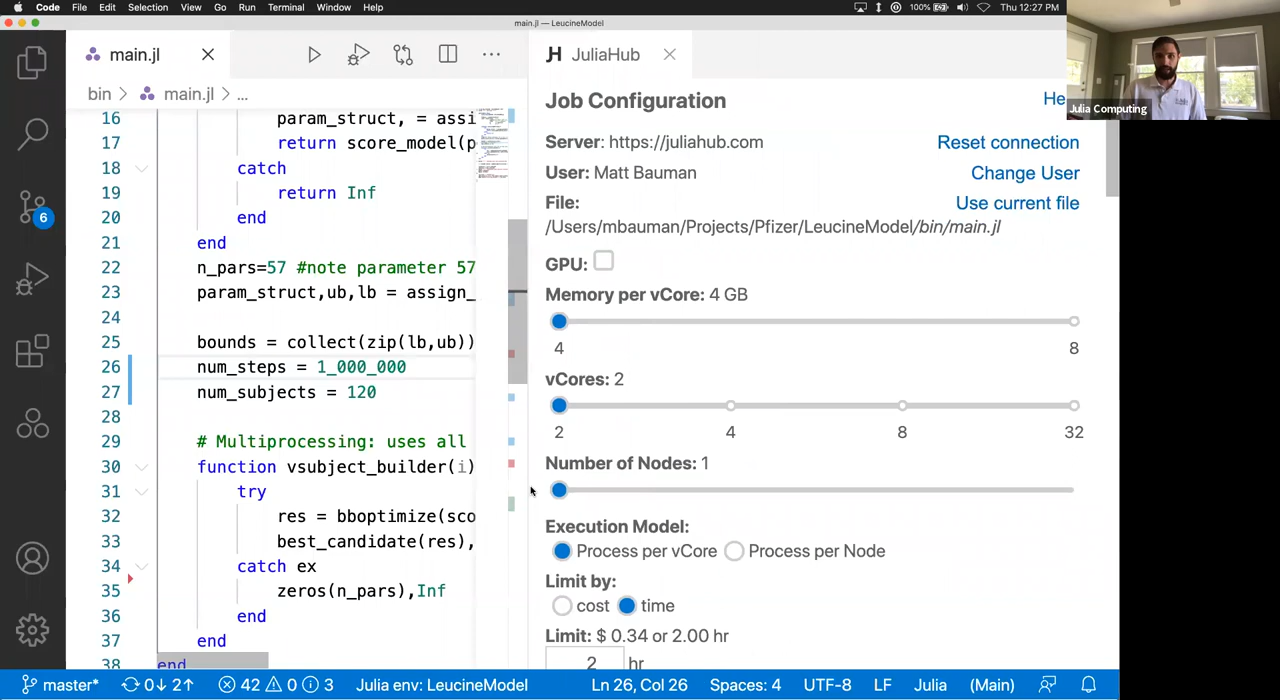 Code File Edit Selection View Go Run Terminal Window Help 100% Thu 12:27 PM
main.jl — LeucineModel
main.jl
JuliaHub
Julia Computing
bin > main.jl > ...
16 param_struct, = assi
17 return score_model(p
18 catch
19 return Inf
20 end
21 end
22 n_pars=57 #note parameter 57
23 param_struct,ub,lb = assign_
24
25 bounds = collect(zip(lb,ub))
26 num_steps = 1_000_000
27 num_subjects = 120
28
29 # Multiprocessing: uses all
30 function vsubject_builder(i)
31 try
32 res = bboptimize(sco
33 best_candidate(res),
34 catch ex
35 zeros(n_pars),Inf
36 end
37 end
38 end
6
Job Configuration
He
Server: https://juliahub.com
Reset connection
User: Matt Bauman
Change User
File:
Use current file
/Users/mbauman/Projects/Pfizer/LeucineModel/bin/main.jl
GPU:
Memory per vCore: 4 GB
4 8
vCores: 2
2 4 8 32
Number of Nodes: 1
Execution Model:
Process per vCore Process per Node
Limit by:
cost time
Limit: $ 0.34 or 2.00 hr
2 hr
master* 0↓ 2↑ 42 0 3 Julia env: LeucineModel Ln 26, Col 26 Spaces: 4 UTF-8 LF Julia (Main)